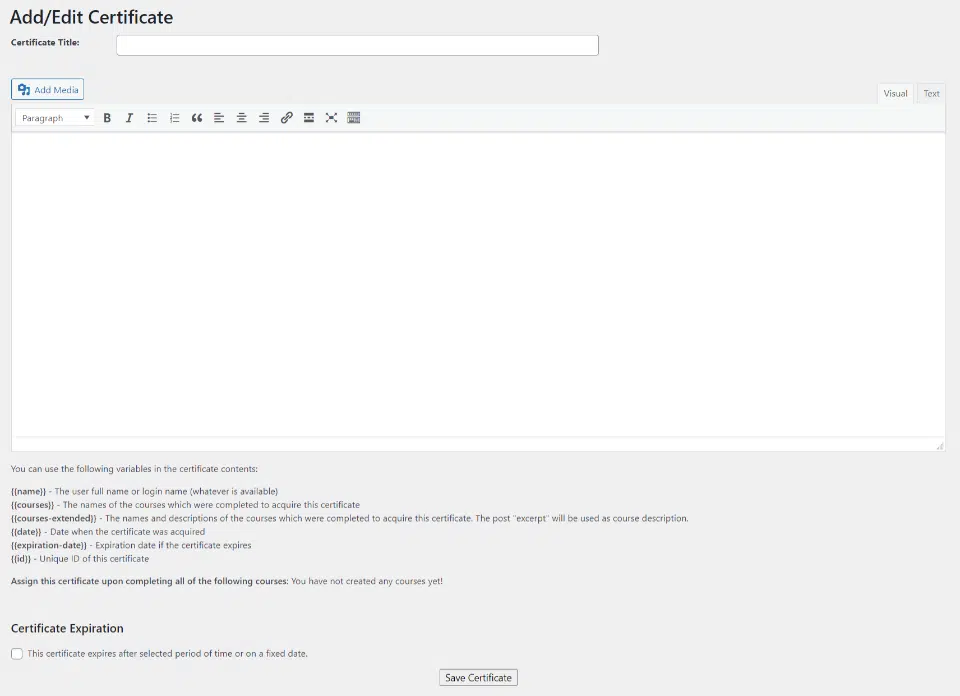 Add/Edit Certificate
Certificate Title:
Add Media
Visual Text
Paragraph
You can use the following variables in the certificate contents:
{{name}} - The user full name or login name (whatever is available)
{{courses}} - The names of the courses which were completed to acquire this certificate
{{courses-extended}} - The names and descriptions of the courses which were completed to acquire this certificate. The post "excerpt" will be used as course description.
{{date}} - Date when the certificate was acquired
{{expiration-date}} - Expiration date if the certificate expires
{{id}} - Unique ID of this certificate
Assign this certificate upon completing all of the following courses: You have not created any courses yet!
Certificate Expiration
This certificate expires after selected period of time or on a fixed date.
Save Certificate